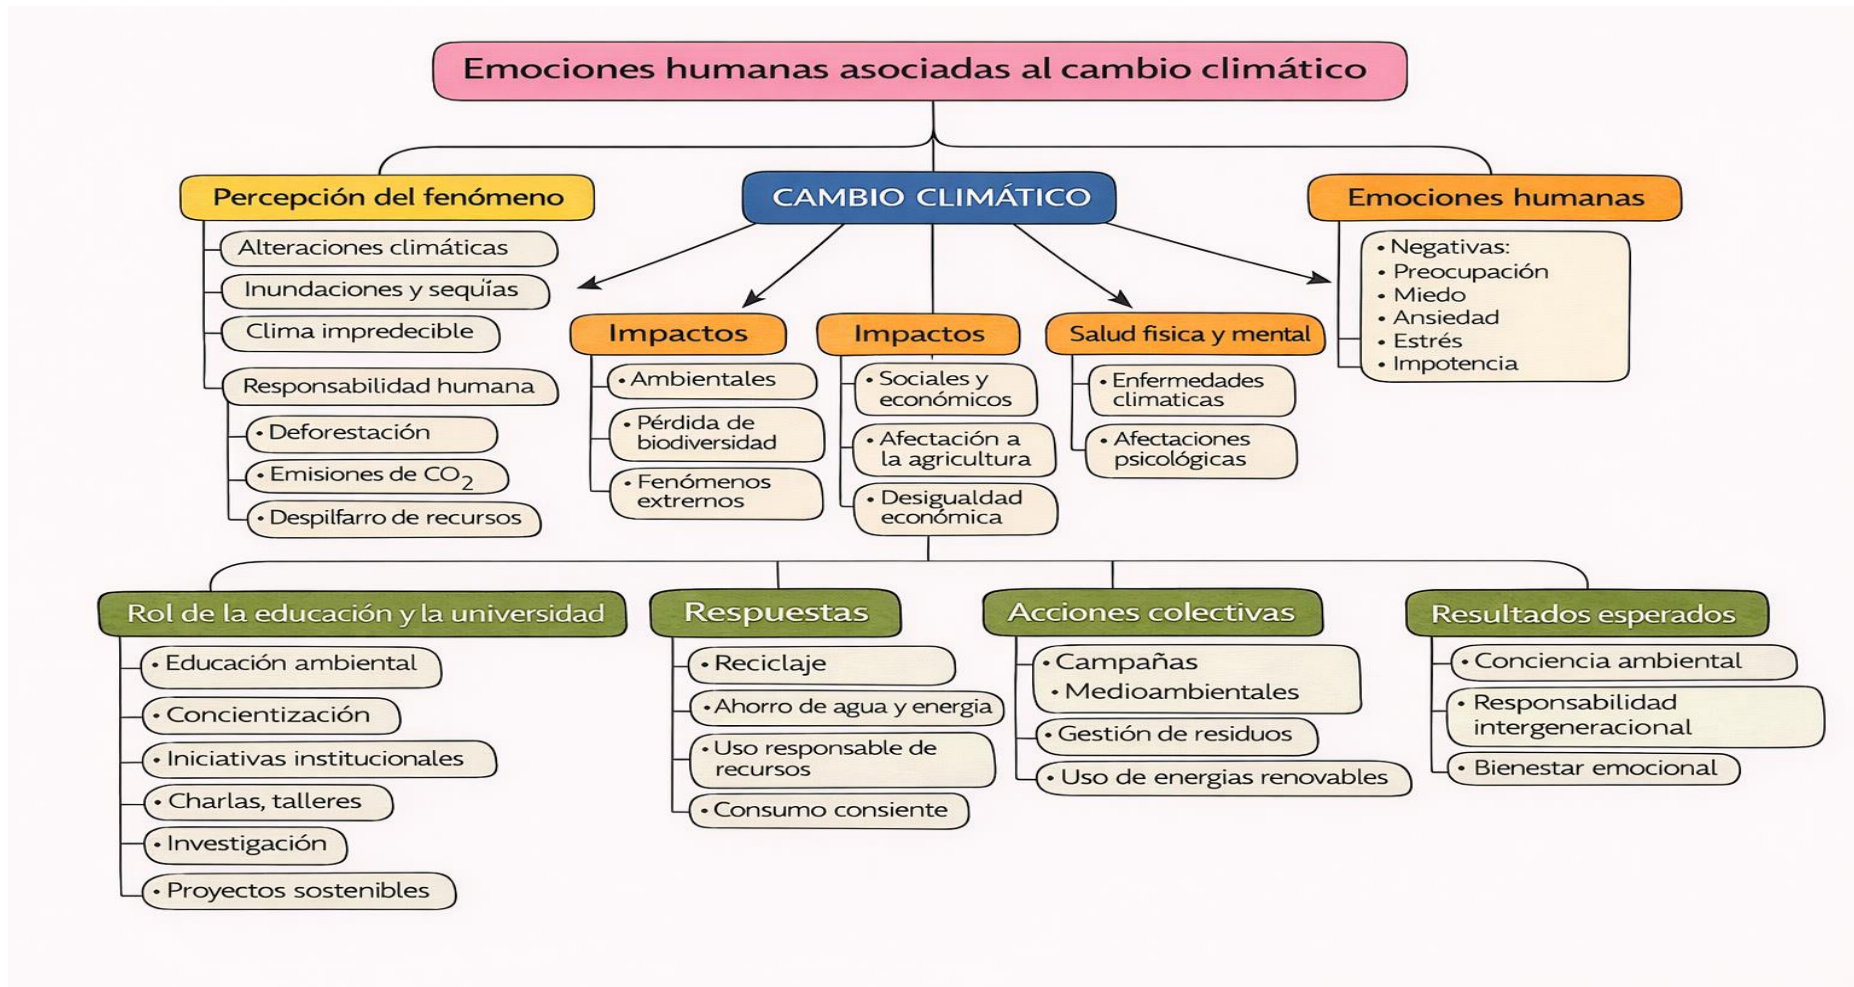 Emociones humanas asociadas al cambio climático
Percepción del fenómeno
Alteraciones climáticas
Inundaciones y sequías
Clima impredecible
Responsabilidad humana
• Deforestación
• Emisiones de CO2
• Despilfarro de recursos
CAMBIO CLIMÁTICO
Impactos
• Ambientales
• Pérdida de
biodiversidad
• Fenómenos
extremos
Impactos
• Sociales y
económicos
• Afectación a
la agricultura
• Desigualdad
económica
Salud fisica y mental
• Enfermedades
climaticas
• Afectaciones
psicológicas
Emociones humanas
• Negativas:
• Preocupación
• Miedo
• Ansiedad
• Estrés
• Impotencia
Rol de la educación y la universidad
• Educación ambiental
• Concientización
• Iniciativas institucionales
• Charlas, talleres
• Investigación
• Proyectos sostenibles
Respuestas
• Reciclaje
• Ahorro de agua y energia
• Uso responsable de
recursos
• Consumo consiente
Acciones colectivas
• Campañas
• Medioambientales
• Gestión de residuos
• Uso de energias renovables
Resultados esperados
• Conciencia ambiental
• Responsabilidad
intergeneracional
• Bienestar emocional